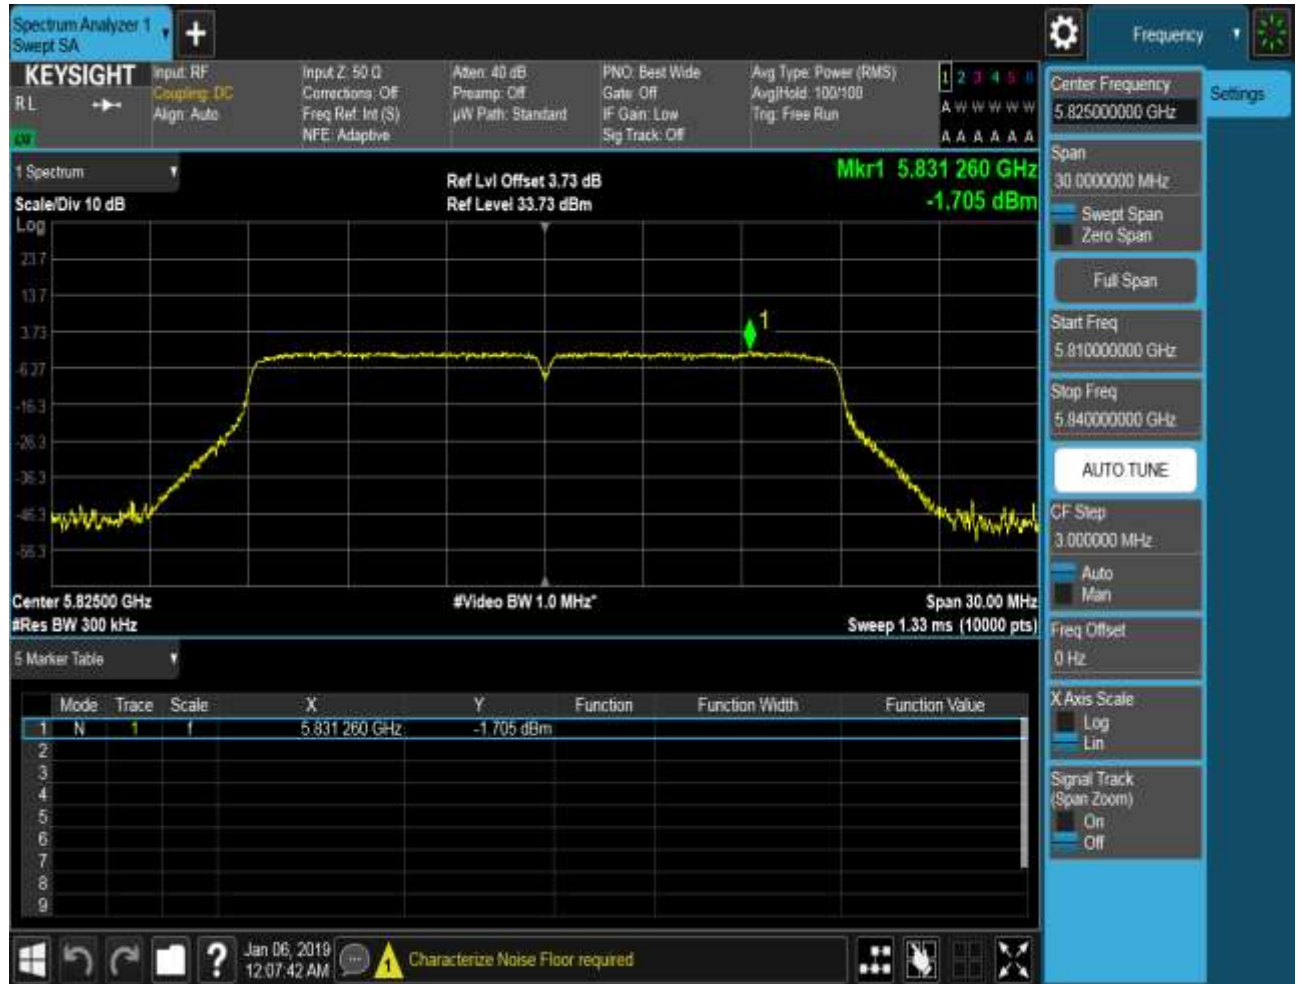 Spectrum Analyzer 1
Swept SA
+
Frequency
KEYSIGHT
RL
Input: RF
Coupling: DC
Align: Auto
Input Z: 50 Ω
Corrections: Off
Freq Ref: Int (S)
NFE: Adaptive
Atten: 40 dB
Preamp: Off
µW Path: Standard
PNO: Best Wide
Gate: Off
IF Gain: Low
Sig Track: Off
Avg Type: Power (RMS)
Avg|Hold: 100/100
Trig: Free Run
1 2 3 4 5 6
A W W W W W
A A A A A A
1 Spectrum
Scale/Div 10 dB
Ref Lvl Offset 3.73 dB
Ref Level 33.73 dBm
Mkr1 5.831 260 GHz
-1.705 dBm
Log
23.7
13.7
3.73
-6.27
-16.3
-26.3
-36.3
-46.3
-56.3
1
Center 5.82500 GHz
#Res BW 300 kHz
#Video BW 1.0 MHz*
Span 30.00 MHz
Sweep 1.33 ms (10000 pts)
5 Marker Table
Mode Trace Scale X Y Function Function Width Function Value
1 N 1 f 5.831 260 GHz -1.705 dBm
2
3
4
5
6
7
8
9
Jan 06, 2019
12:07:42 AM
Characterize Noise Floor required
Center Frequency
5.825000000 GHz
Settings
Span
30.0000000 MHz
Swept Span
Zero Span
Full Span
Start Freq
5.810000000 GHz
Stop Freq
5.840000000 GHz
AUTO TUNE
CF Step
3.000000 MHz
Auto
Man
Freq Offset
0 Hz
X Axis Scale
Log
Lin
Signal Track
(Span Zoom)
On
Off